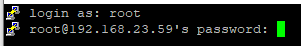 login as: root
root@192.168.23.59's password: